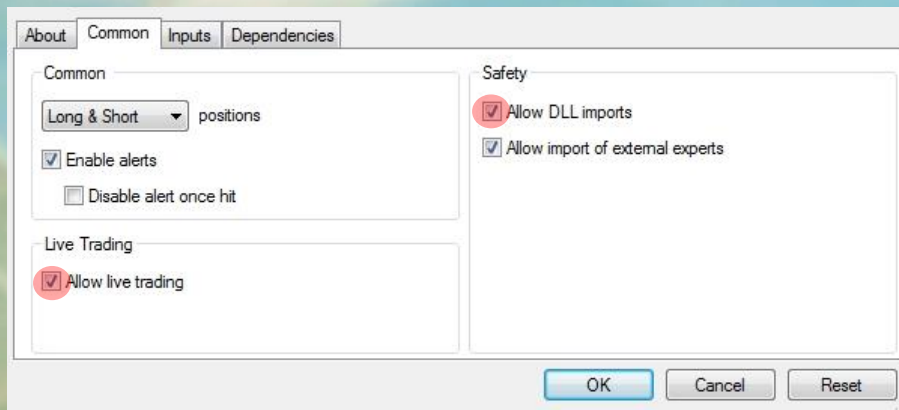 About Common Inputs Dependencies
Common
Long & Short positions
Enable alerts
Disable alert once hit
Live Trading
Allow live trading
Safety
Allow DLL imports
Allow import of external experts
OK Cancel Reset